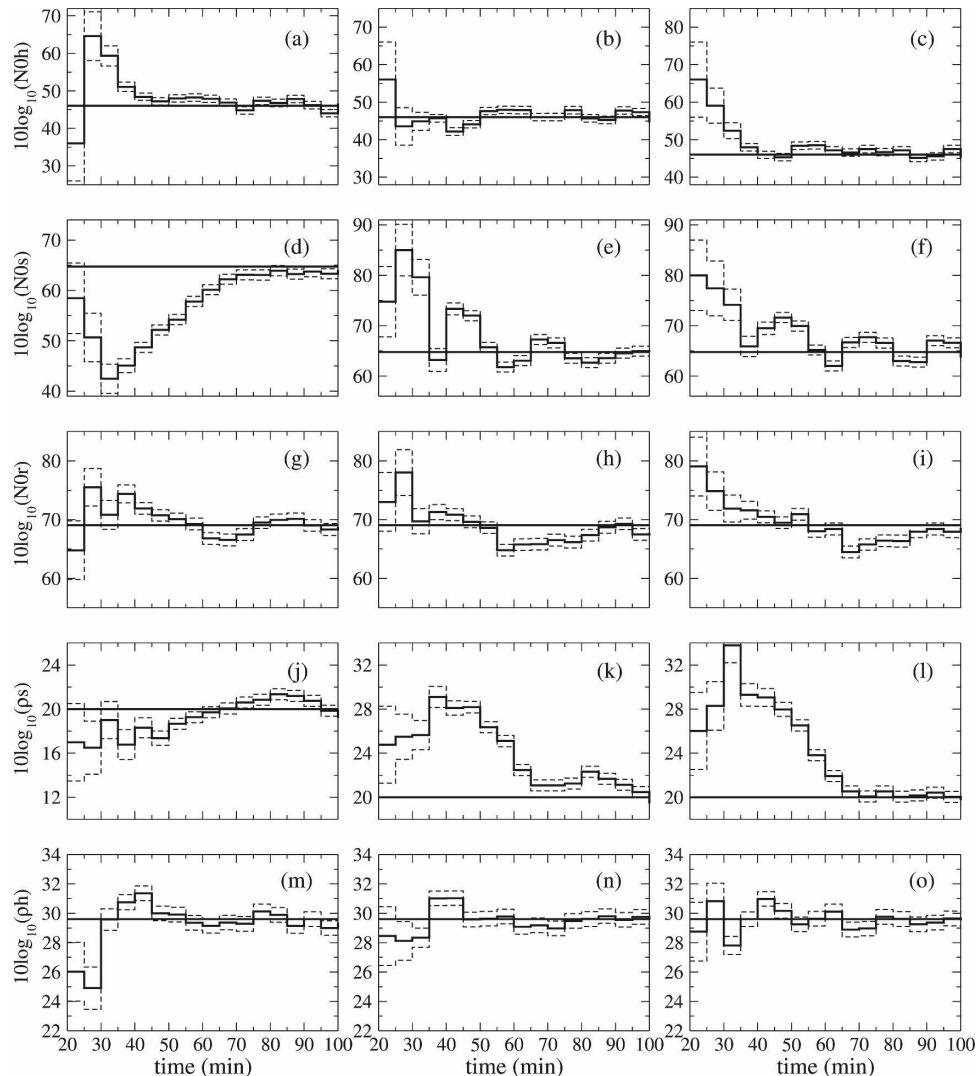 10log10(N0h)
70
60
50
40
30
(a)
70
60
50
40
30
(b)
80
70
60
50
40
(c)
10log10(N0s)
70
60
50
40
(d)
90
80
70
60
(e)
90
80
70
60
(f)
10log10(N0r)
80
70
60
(g)
80
70
60
(h)
80
70
60
(i)
10log10(ρs)
24
20
16
12
(j)
32
28
24
20
(k)
32
28
24
20
(l)
10log10(ρh)
34
32
30
28
26
24
22
(m)
34
32
30
28
26
24
22
(n)
34
32
30
28
26
24
22
(o)
20 30 40 50 60 70 80 90 100
20 30 40 50 60 70 80 90 100
20 30 40 50 60 70 80 90 100
time (min)
time (min)
time (min)